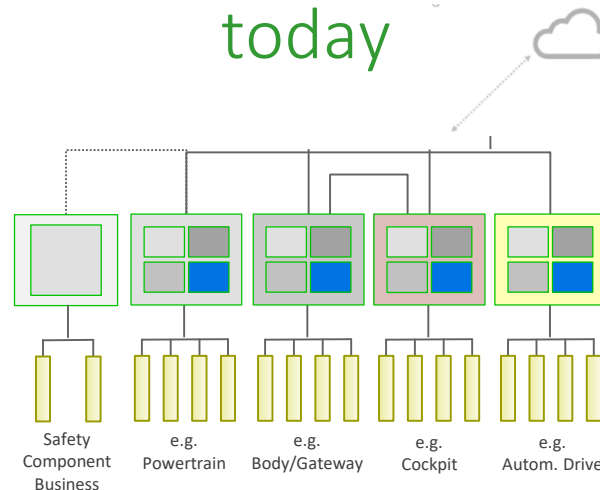 today
Safety
Component
Business
e.g.
Powertrain
e.g.
Body/Gateway
e.g.
Cockpit
e.g.
Autom. Drive